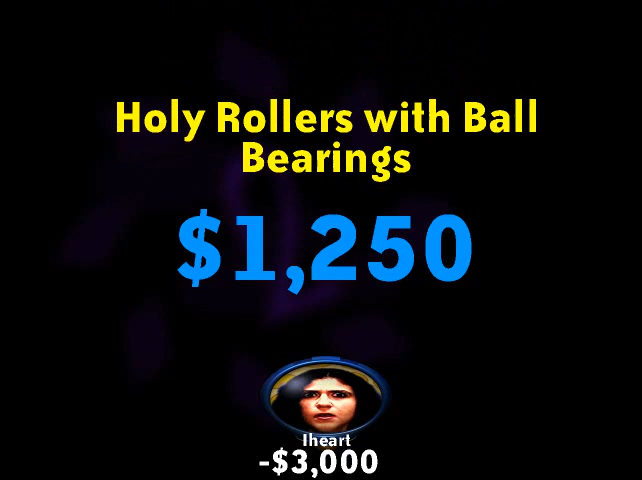 Holy Rollers with Ball
Bearings
$1,250
Iheart
-$3,000